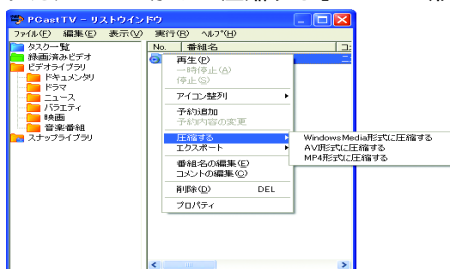 PCastTV - リストウインドウ
ファイル(F) 編集(E) 表示(V) 実行(R) ヘルプ(H)
タスク一覧
録画済みビデオ
ビデオライブラリ
ドキュメンタリ
ドラマ
ニュース
バラエティ
映画
音楽番組
スナップライブラリ
No. 番組名
再生(P)
一時停止(A)
停止(S)
アイコン整列
予約追加
予約内容の変更
圧縮する
エクスポート
番組名の編集(E)
コメントの編集(C)
削除(D) DEL
プロパティ
Windows Media形式に圧縮する
AVI形式に圧縮する
MP4形式に圧縮する